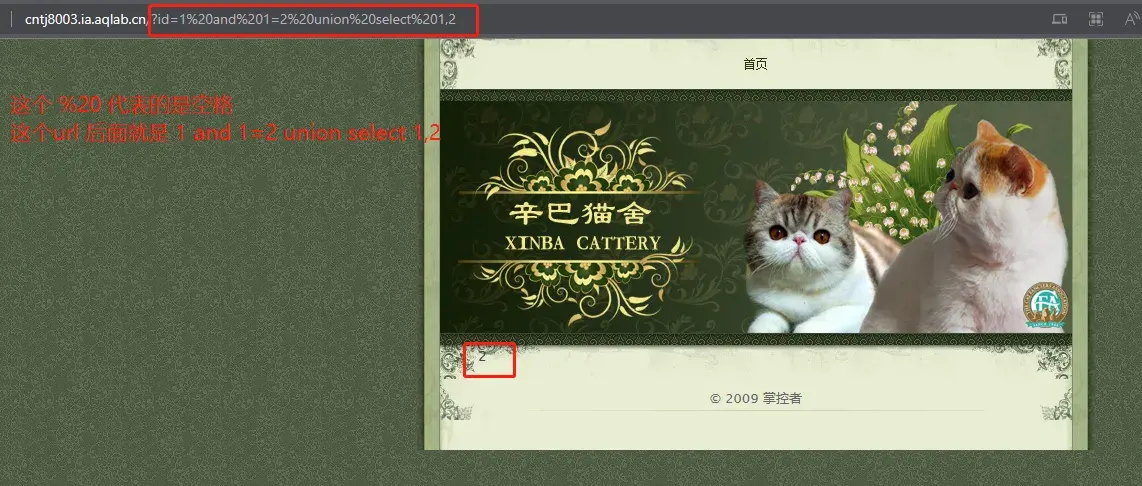 cntj8003.ia.aqlab.cn/?id=1%20and%201=2%20union%20select%201,2
首页
这个 %20 代表的是空格
这个url 后面就是 1 and 1=2 union select 1,2
辛巴猫舍
XINBA CATTERY
2
© 2009 掌控者